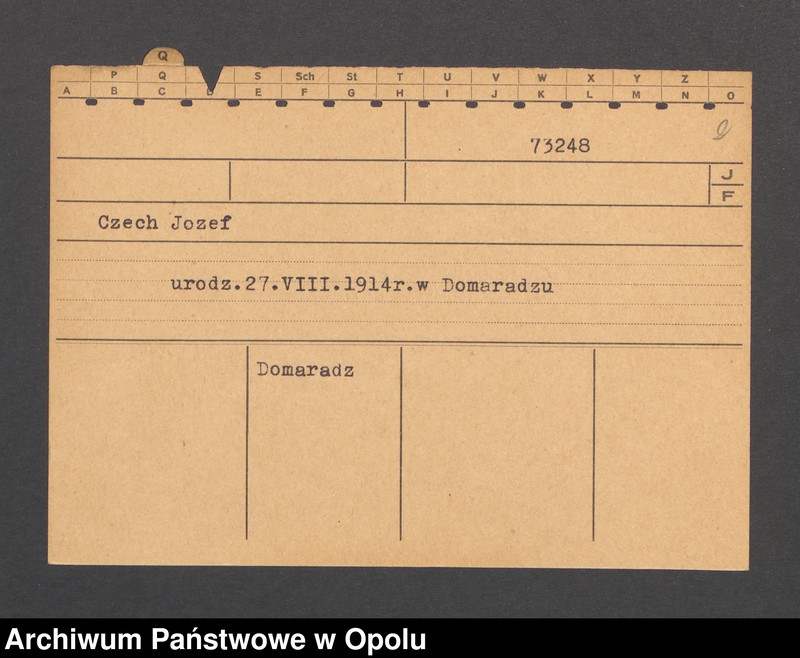 Q
P Q S Sch St T U V W X Y Z
A B C D E F G H I J K L M N O
73248
J
F
Czech Jozef
urodz.27.VIII.1914r.w Domaradzu
Domaradz
Archiwum Państwowe w Opolu